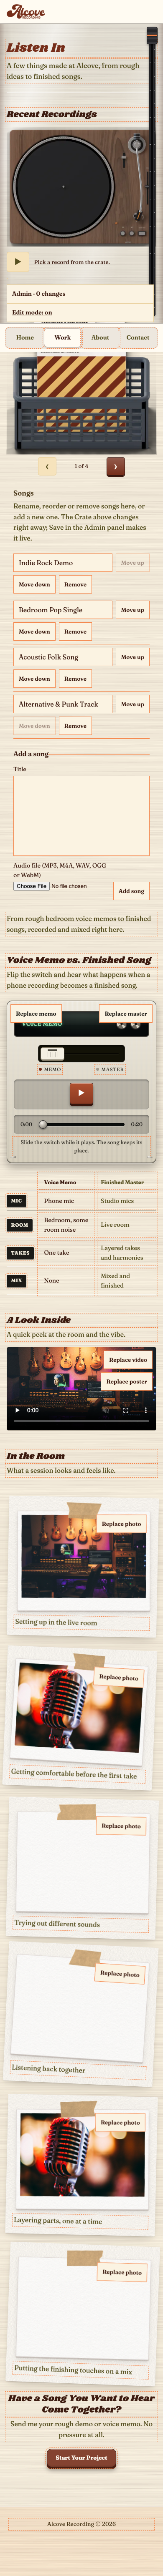 Alcove
RECORDING
Listen In
A few things made at Alcove, from rough
ideas to finished songs.
Recent Recordings
Pick a record from the crate.
Admin · 0 changes
Edit mode: on
Home
Work
About
Contact
1 of 4
Songs
Rename, reorder or remove songs here, or
add a new one. The Crate above changes
right away; Save in the Admin panel makes
it live.
Indie Rock Demo
Move up
Move down
Remove
Bedroom Pop Single
Move up
Move down
Remove
Acoustic Folk Song
Move up
Move down
Remove
Alternative & Punk Track
Move up
Move down
Remove
Add a song
Title
Audio file (MP3, M4A, WAV, OGG
or WebM)
Choose File
No file chosen
Add song
From rough bedroom voice memos to finished
songs, recorded and mixed right here.
Voice Memo vs. Finished Song
Flip the switch and hear what happens when a
phone recording becomes a finished song.
Replace memo
Replace master
VOICE MEMO
MEMO
MASTER
0:00
0:20
Slide the switch while it plays. The song keeps its
place.
Voice Memo
Finished Master
MIC
Phone mic
Studio mics
ROOM
Bedroom, some
room noise
Live room
TAKES
One take
Layered takes
and harmonies
MIX
None
Mixed and
finished
A Look Inside
A quick peek at the room and the vibe.
Replace video
Replace poster
0:00
In the Room
What a session looks and feels like.
Replace photo
Setting up in the live room
Replace photo
Getting comfortable before the first take
Replace photo
Trying out different sounds
Replace photo
Listening back together
Replace photo
Layering parts, one at a time
Replace photo
Putting the finishing touches on a mix
Have a Song You Want to Hear
Come Together?
Send me your rough demo or voice memo. No
pressure at all.
Start Your Project
Alcove Recording © 2026